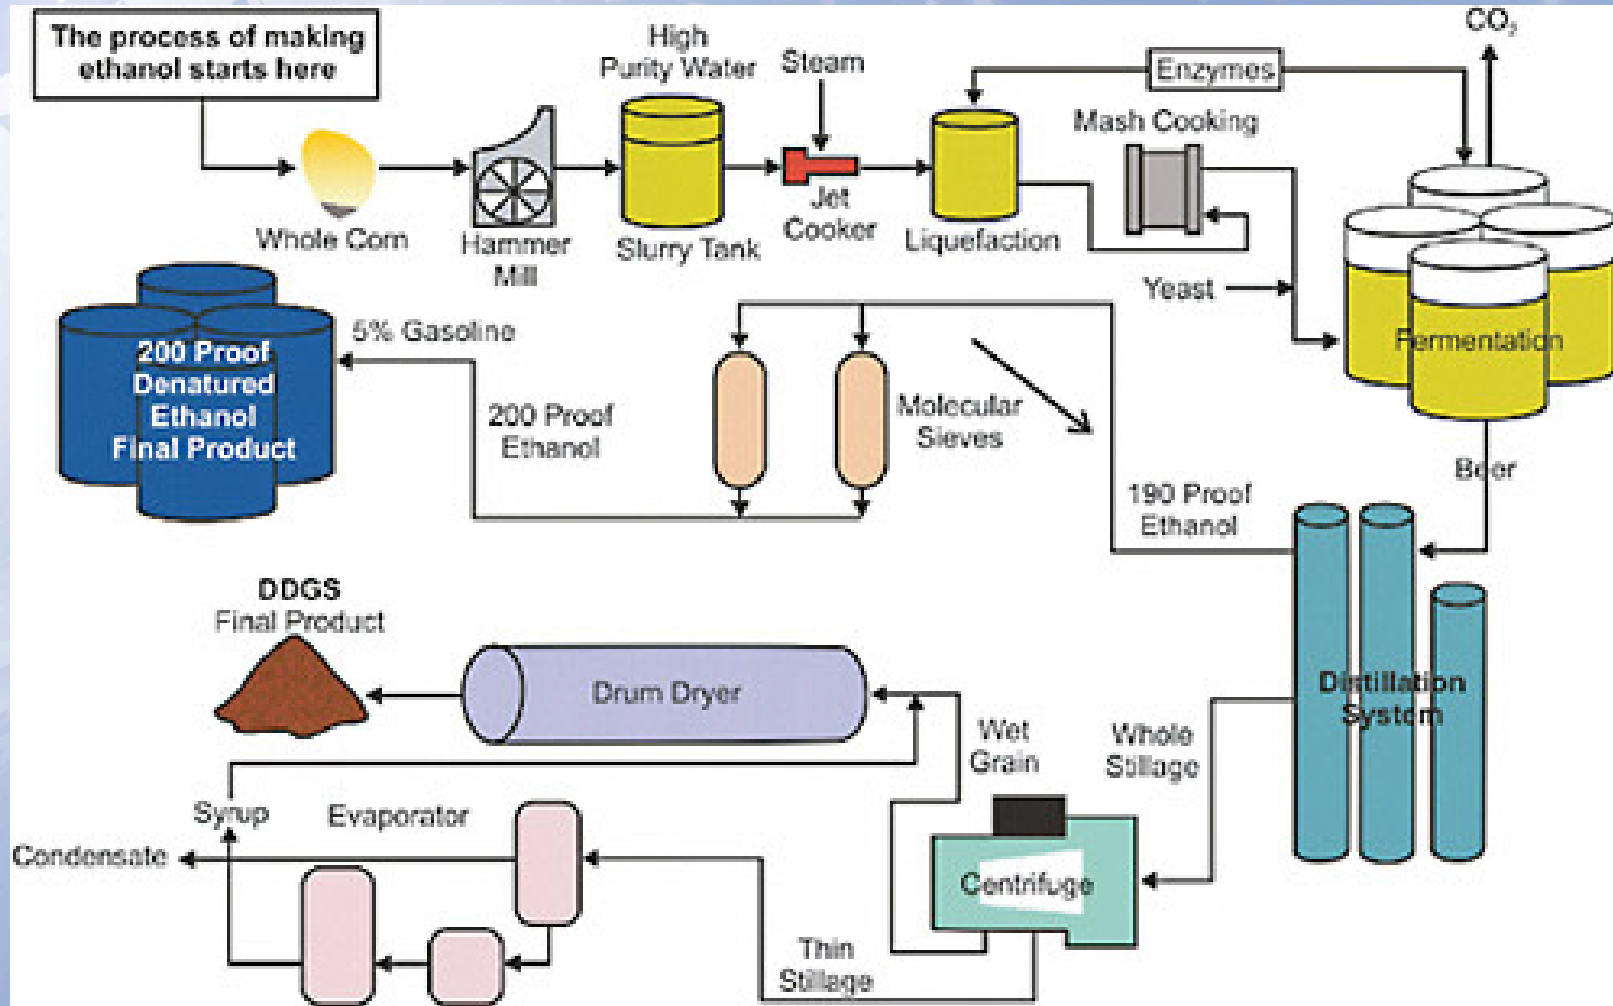 The process of making
ethanol starts here
High
Purity Water
Steam
Enzymes
CO₂
Mash Cooking
Whole Corn
Hammer
Mill
Slurry Tank
Jet
Cooker
Liquefaction
Yeast
Fermentation
5% Gasoline
200 Proof
Denatured
Ethanol
Final Product
200 Proof
Ethanol
Molecular
Sieves
Beer
190 Proof
Ethanol
DDGS
Final Product
Drum Dryer
Distillation
System
Wet
Grain
Whole
Stillage
Syrup
Evaporator
Condensate
Centrifuge
Thin
Stillage